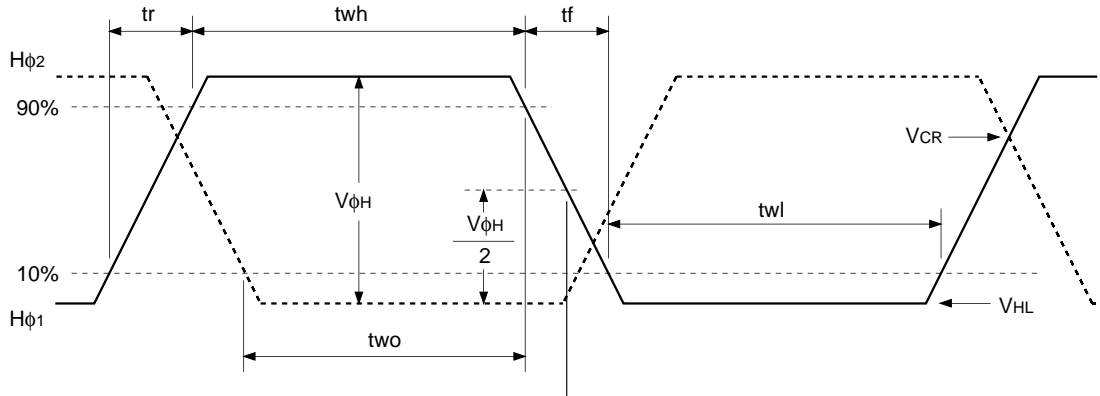 tr twh tf
Hϕ2
90%
VCR
VϕH
VϕH
2
twl
10%
Hϕ1
VHL
two